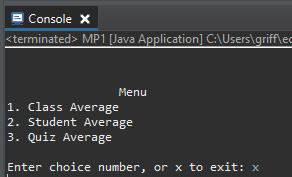 Console
<terminated> MP1 [Java Application] C:\Users\griff\ec
Menu
1. Class Average
2. Student Average
3. Quiz Average
Enter choice number, or x to exit: x